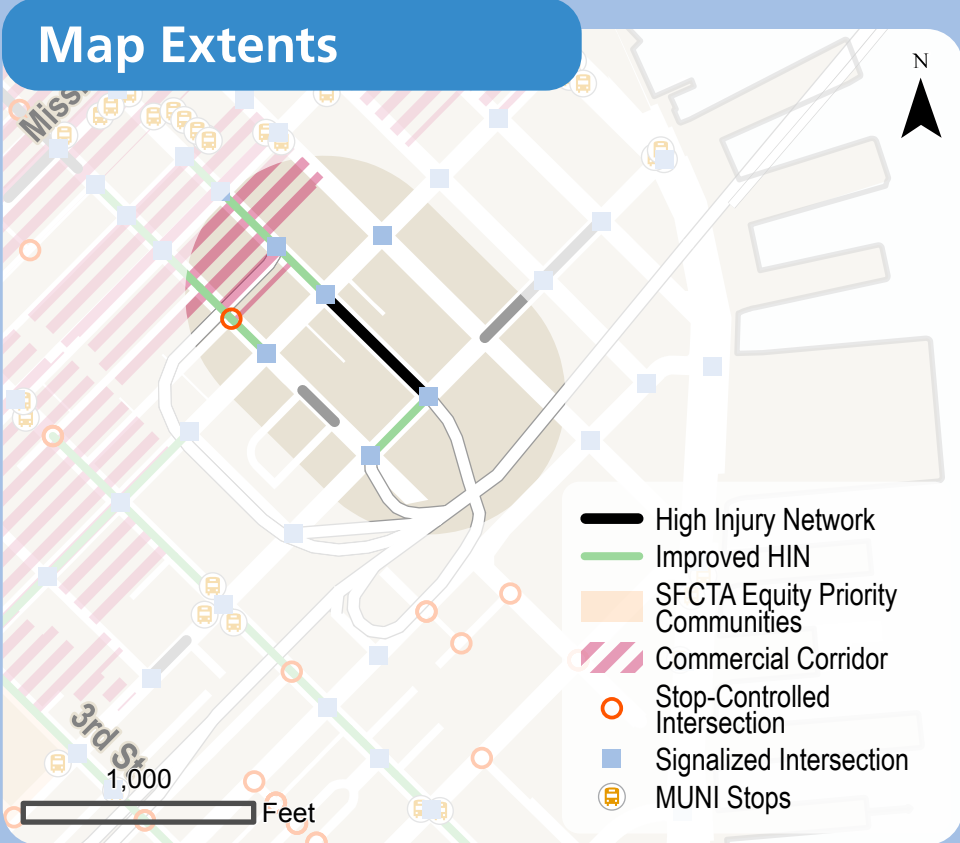 Map Extents
N
3rd St
High Injury Network
Improved HIN
SFCTA Equity Priority
Communities
Commercial Corridor
Stop-Controlled
Intersection
Signalized Intersection
MUNI Stops
1,000
Feet